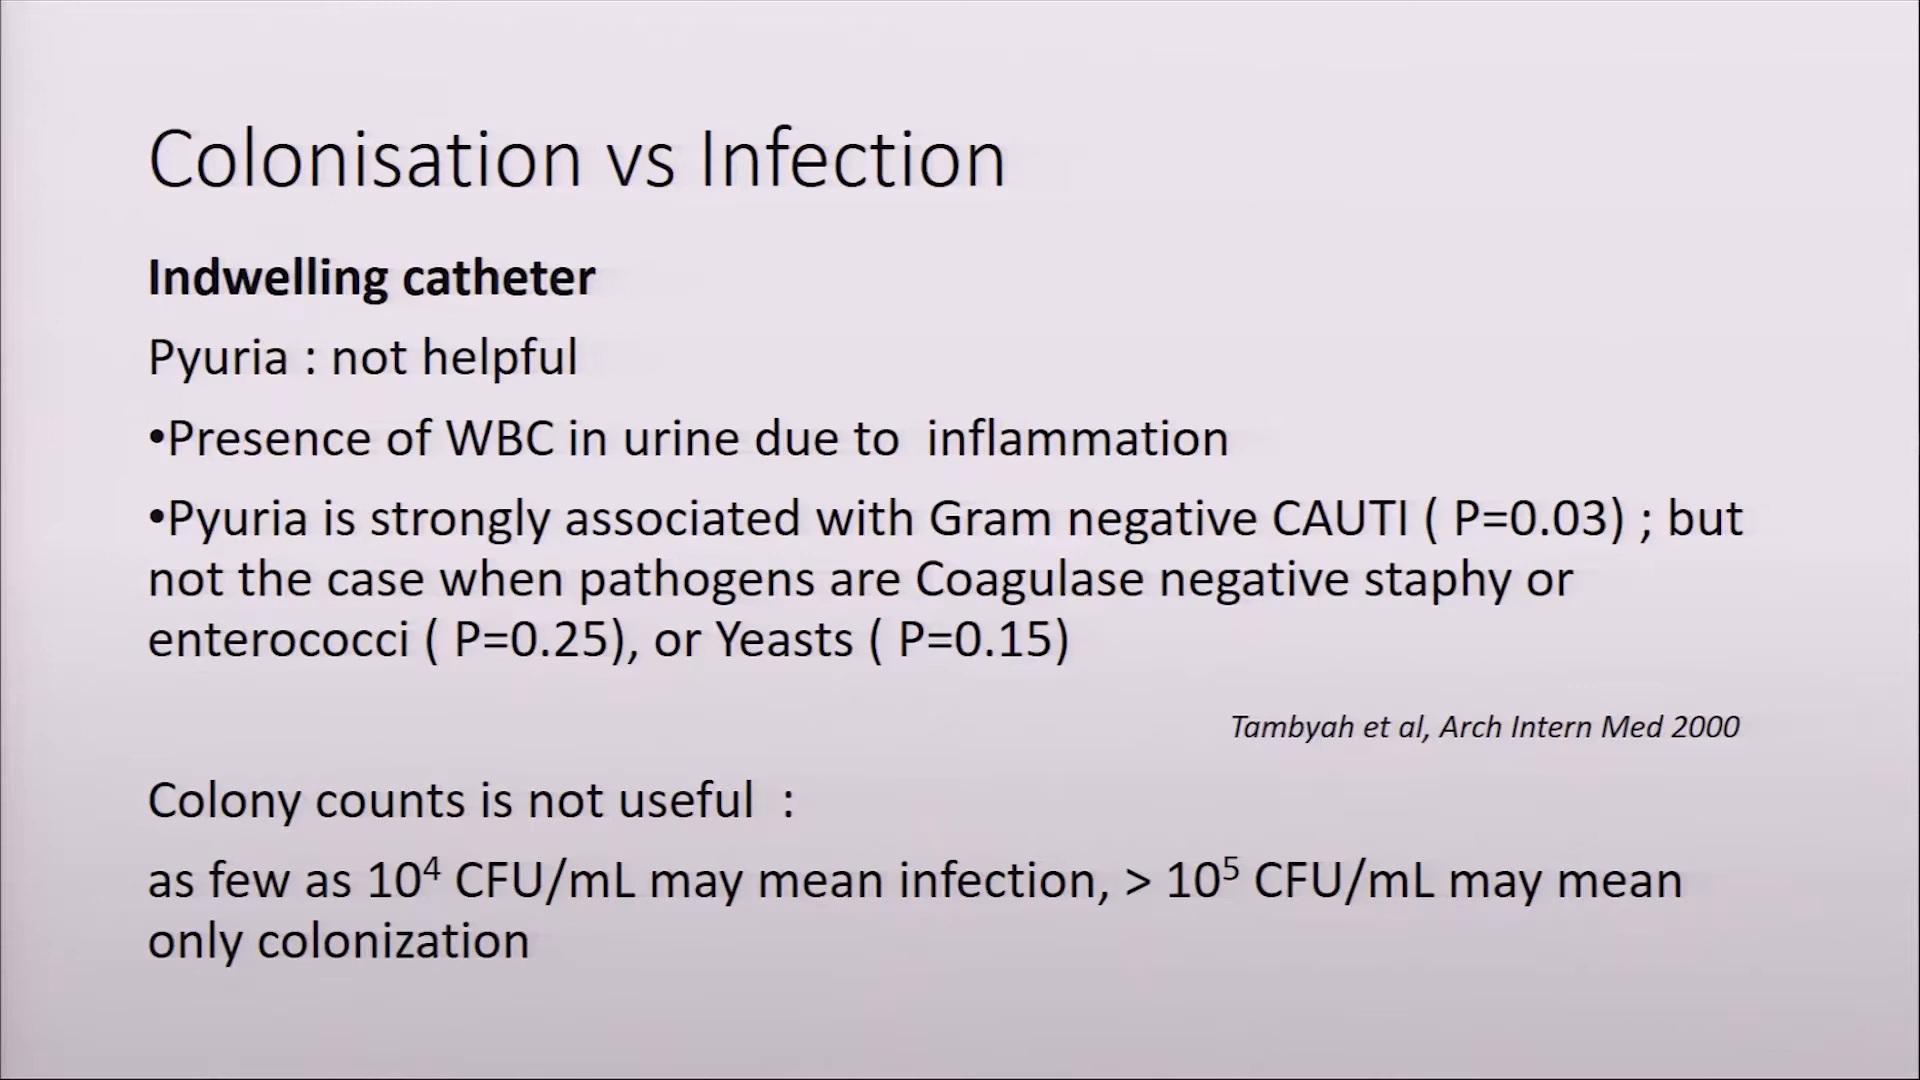 Colonisation vs Infection
Indwelling catheter
Pyuria : not helpful
•Presence of WBC in urine due to  inflammation
•Pyuria is strongly associated with Gram negative CAUTI ( P=0.03) ; but
not the case when pathogens are Coagulase negative staphy or
enterococci ( P=0.25), or Yeasts ( P=0.15)
Tambyah et al, Arch Intern Med 2000
Colony counts is not useful  :
as few as 10⁴ CFU/mL may mean infection, > 10⁵ CFU/mL may mean
only colonization